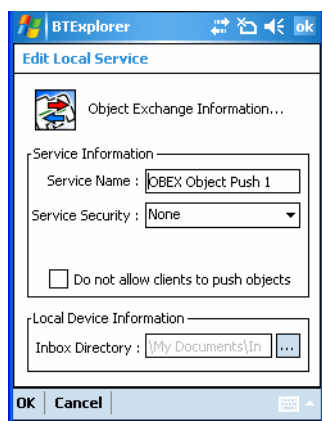 BTExplorer ok
Edit Local Service
Object Exchange Information...
Service Information
Service Name : OBEX Object Push 1
Service Security : None
Do not allow clients to push objects
Local Device Information
Inbox Directory : \My Documents\In ...
OK Cancel